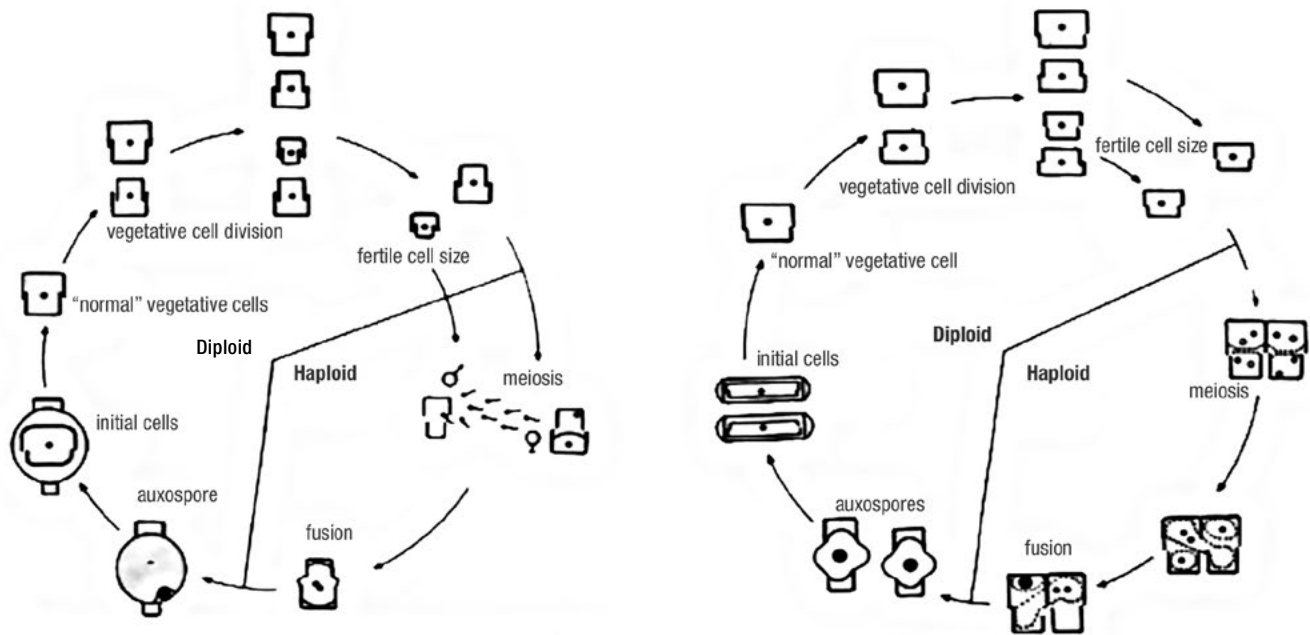 vegetative cell division
fertile cell size
"normal" vegetative cells
Diploid
Haploid
meiosis
initial cells
auxospore
fusion
fertile cell size
vegetative cell division
"normal" vegetative cell
Diploid
Haploid
initial cells
meiosis
auxospores
fusion